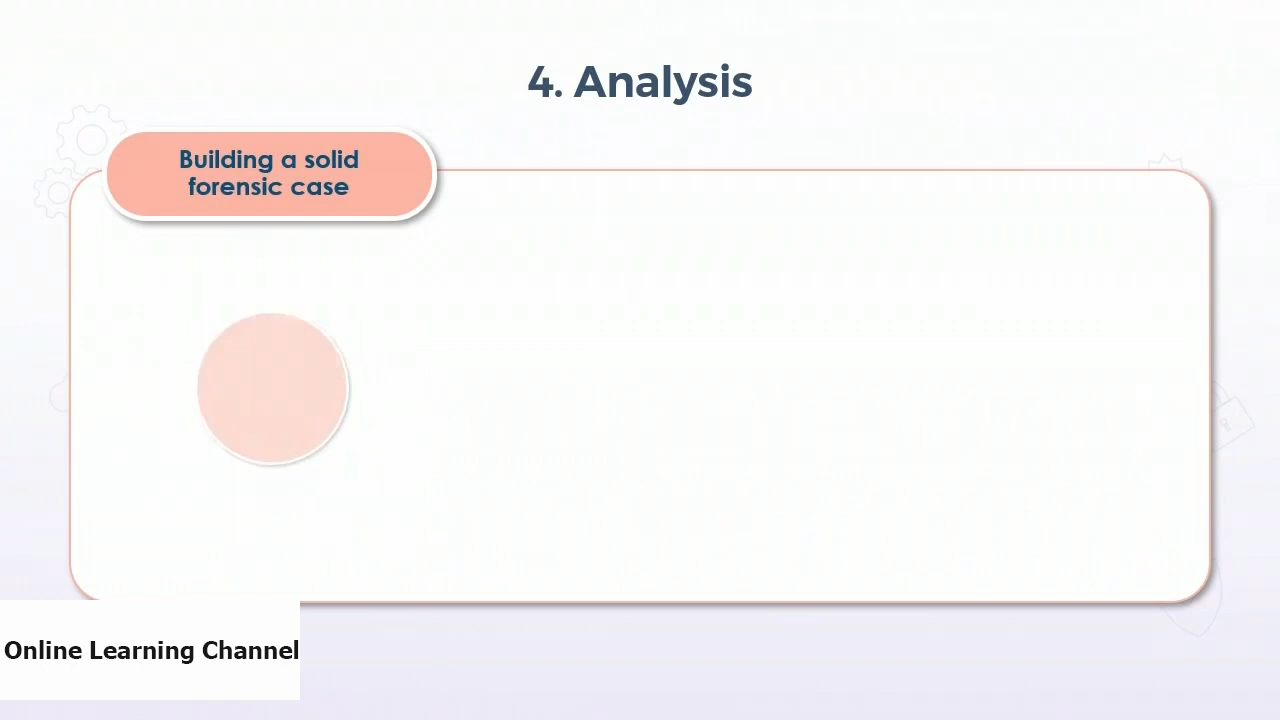 4. Analysis
Building a solid
forensic case
Online Learning Channel